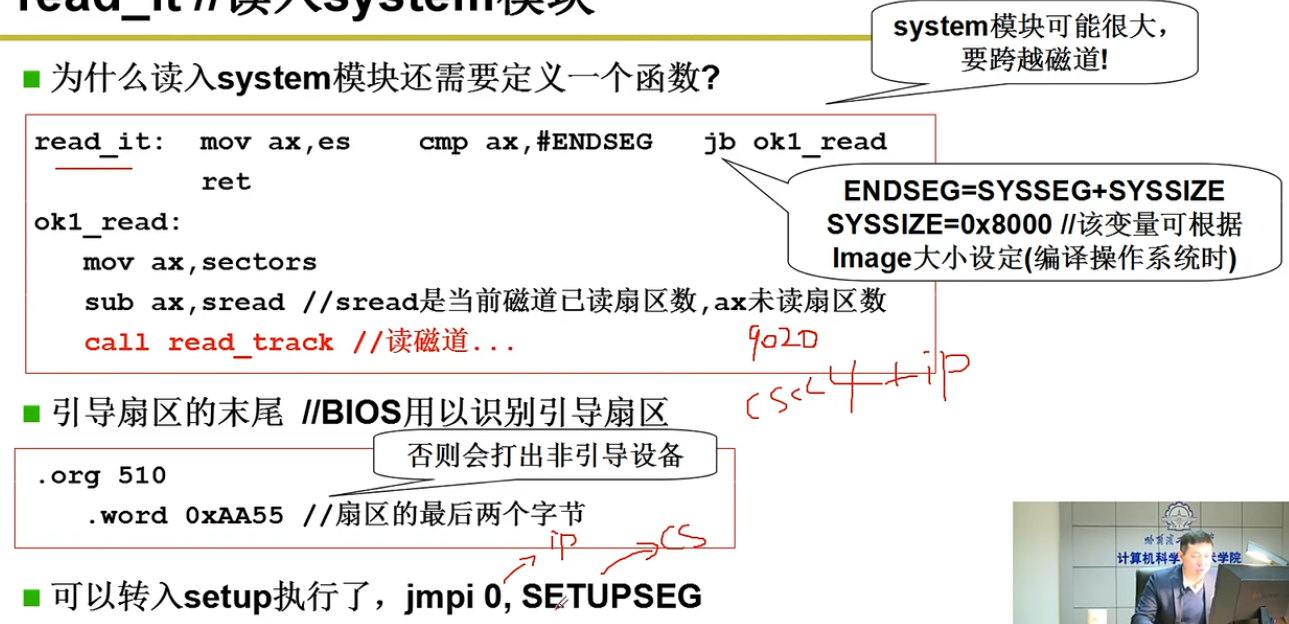 read_it //读入system模块
system模块可能很大，
要跨越磁道!
为什么读入system模块还需要定义一个函数?
read_it: mov ax,es cmp ax,#ENDSEG jb ok1_read
ret
ENDSEG=SYSSEG+SYSSIZE
SYSSIZE=0x8000 //该变量可根据
Image大小设定(编译操作系统时)
ok1_read:
mov ax,sectors
sub ax,sread //sread是当前磁道已读扇区数,ax未读扇区数
call read_track //读磁道...
9020
引导扇区的末尾 //BIOS用以识别引导扇区
否则会打出非引导设备
.org 510
.word 0xAA55 //扇区的最后两个字节
ip
cs
可以转入setup执行了，jmpi 0, SETUPSEG
计算机科学
术学院